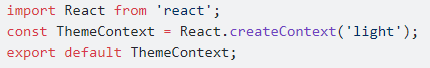 import React from 'react';
const ThemeContext = React.createContext('light');
export default ThemeContext;